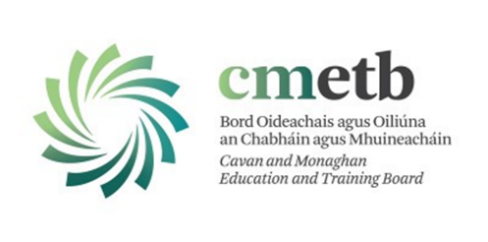 cmetb
Bord Oideachais agus Oiliúna
an Chabháin agus Mhuineacháin
Cavan and Monaghan
Education and Training Board